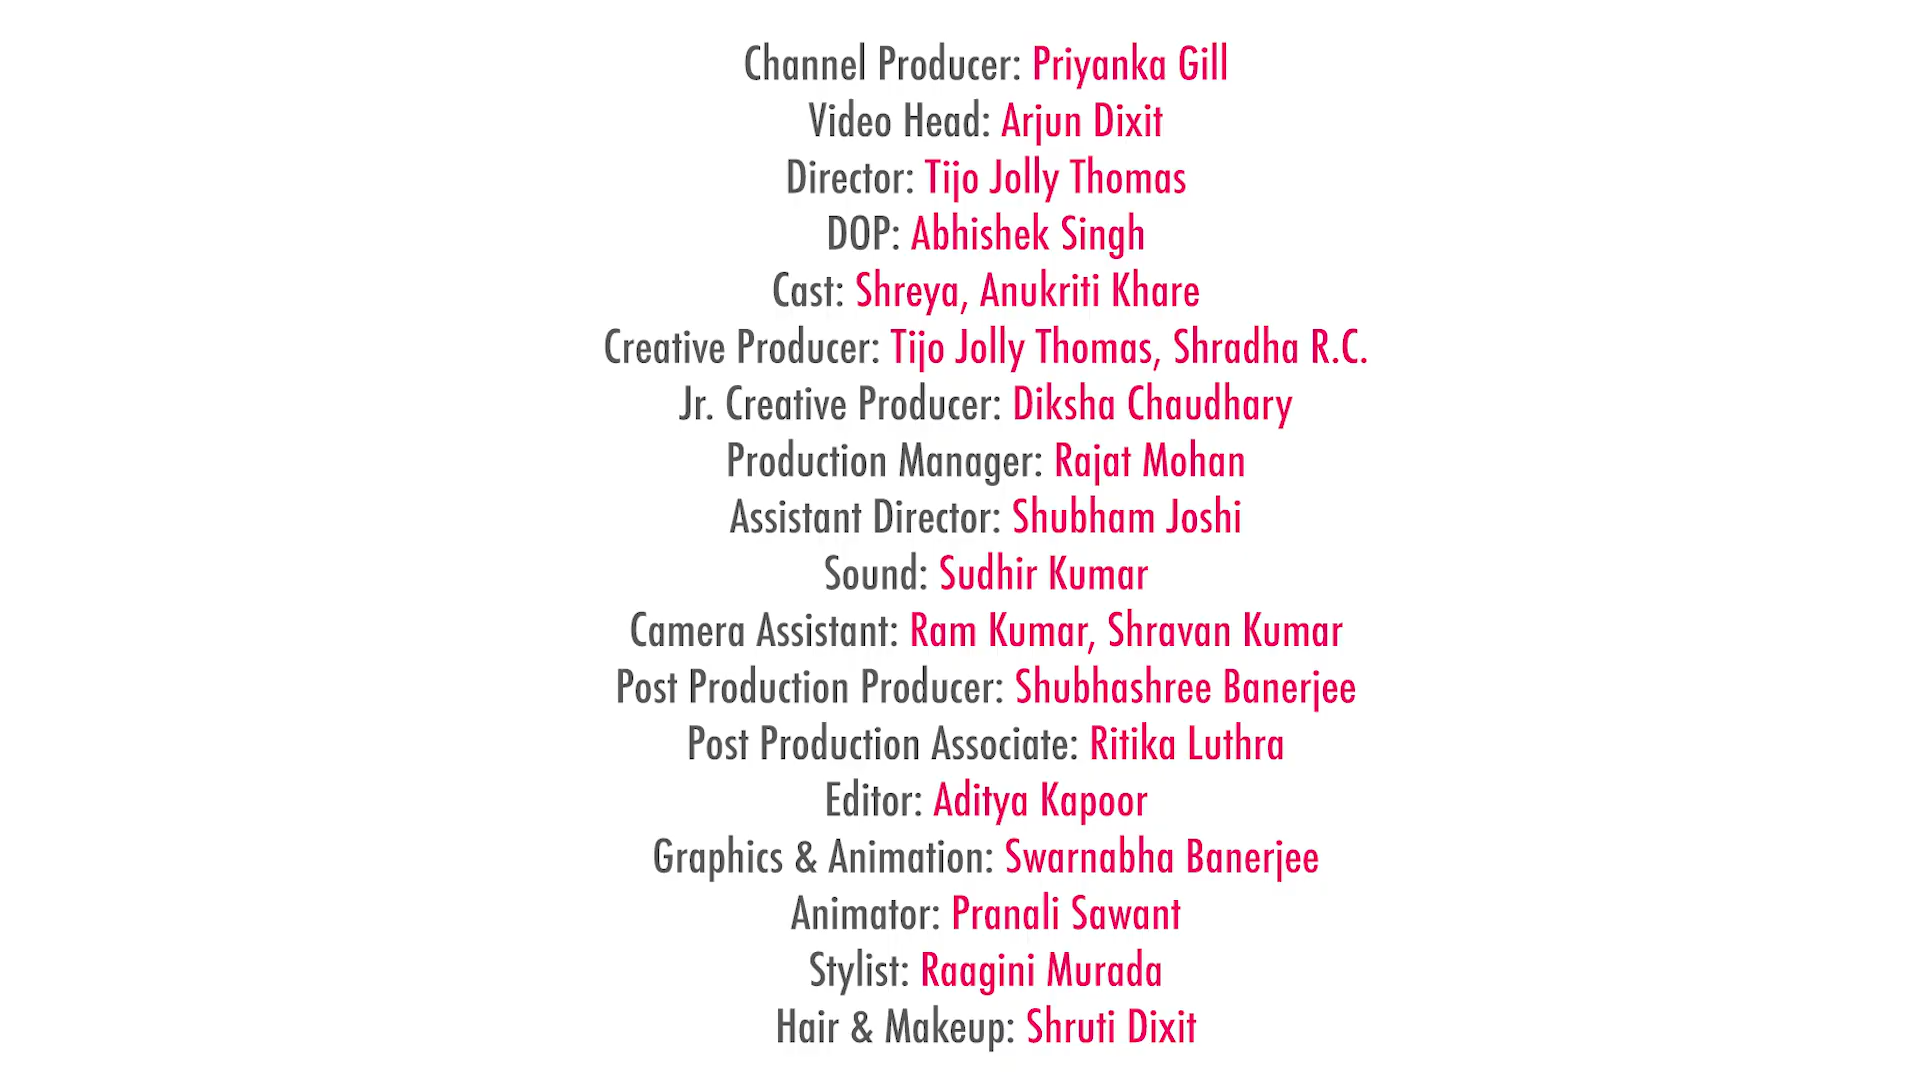 Channel Producer: Priyanka Gill
Video Head: Arjun Dixit
Director: Tijo Jolly Thomas
DOP: Abhishek Singh
Cast: Shreya, Anukriti Khare
Creative Producer: Tijo Jolly Thomas, Shradha R.C.
Jr. Creative Producer: Diksha Chaudhary
Production Manager: Rajat Mohan
Assistant Director: Shubham Joshi
Sound: Sudhir Kumar
Camera Assistant: Ram Kumar, Shravan Kumar
Post Production Producer: Shubhashree Banerjee
Post Production Associate: Ritika Luthra
Editor: Aditya Kapoor
Graphics & Animation: Swarnabha Banerjee
Animator: Pranali Sawant
Stylist: Raagini Murada
Hair & Makeup: Shruti Dixit